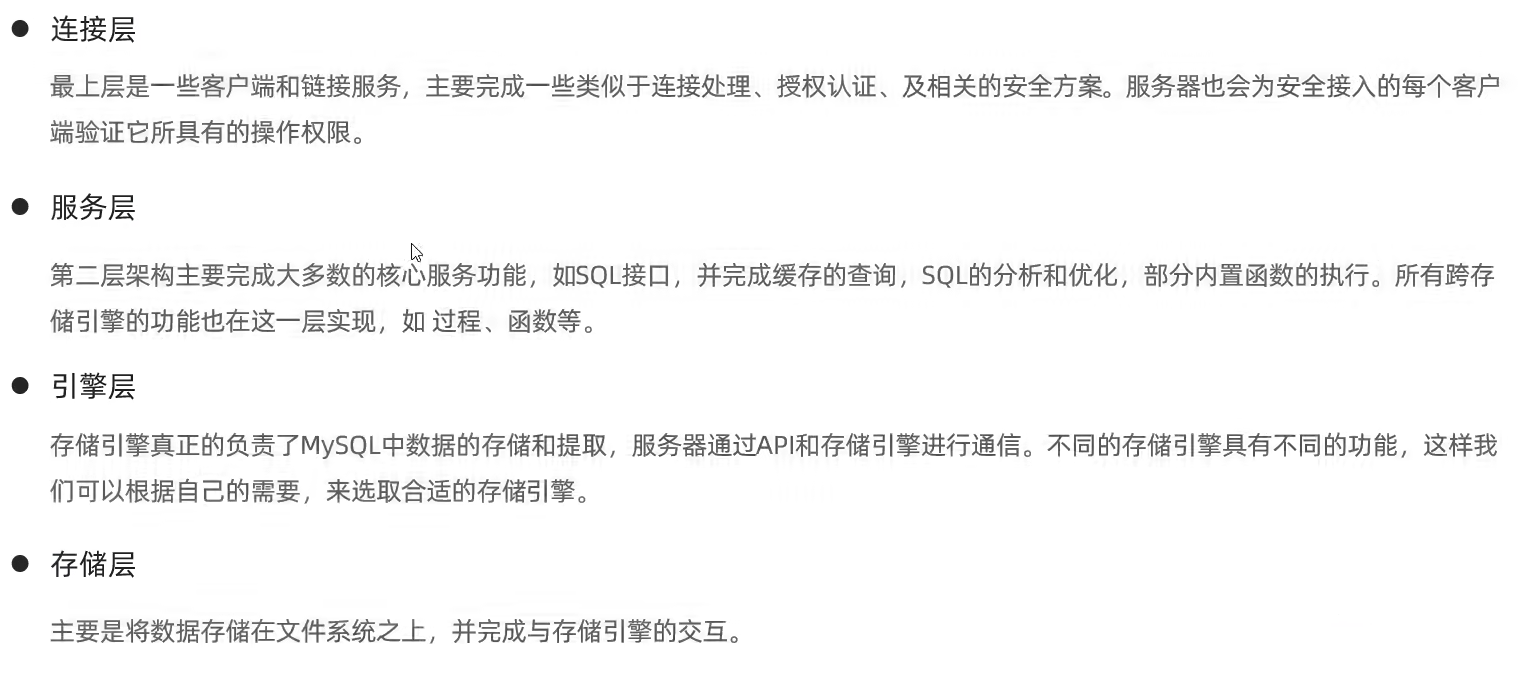 ● 连接层
最上层是一些客户端和链接服务，主要完成一些类似于连接处理、授权认证、及相关的安全方案。服务器也会为安全接入的每个客户
端验证它所具有的操作权限。
● 服务层
第二层架构主要完成大多数的核心服务功能，如SQL接口，并完成缓存的查询，SQL的分析和优化，部分内置函数的执行。所有跨存
储引擎的功能也在这一层实现，如 过程、函数等。
● 引擎层
存储引擎真正的负责了MySQL中数据的存储和提取，服务器通过API和存储引擎进行通信。不同的存储引擎具有不同的功能，这样我
们可以根据自己的需要，来选取合适的存储引擎。
● 存储层
主要是将数据存储在文件系统之上，并完成与存储引擎的交互。